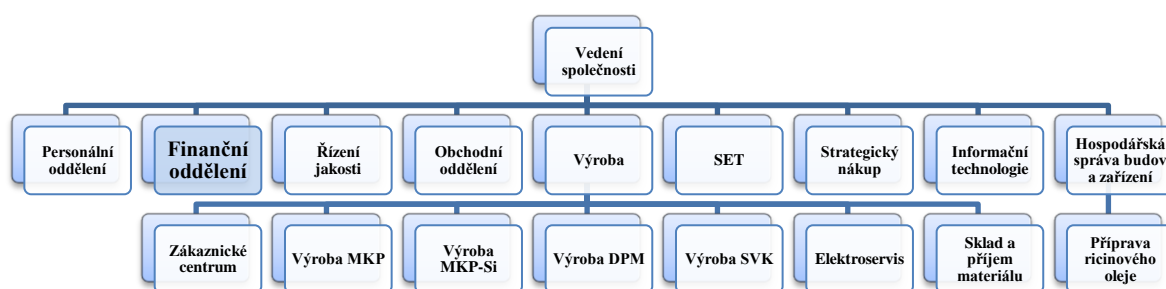 Vedení
společnosti
Personální
oddělení
Finanční
oddělení
Řízení
jakosti
Obchodní
oddělení
Výroba
SET
Strategický
nákup
Informační
technologie
Hospodářská
správa budov
a zařízení
Zákaznické
centrum
Výroba MKP
Výroba
MKP-Si
Výroba DPM
Výroba SVK
Elektroservis
Sklad a
příjem
materiálu
Příprava
ricinového
oleje